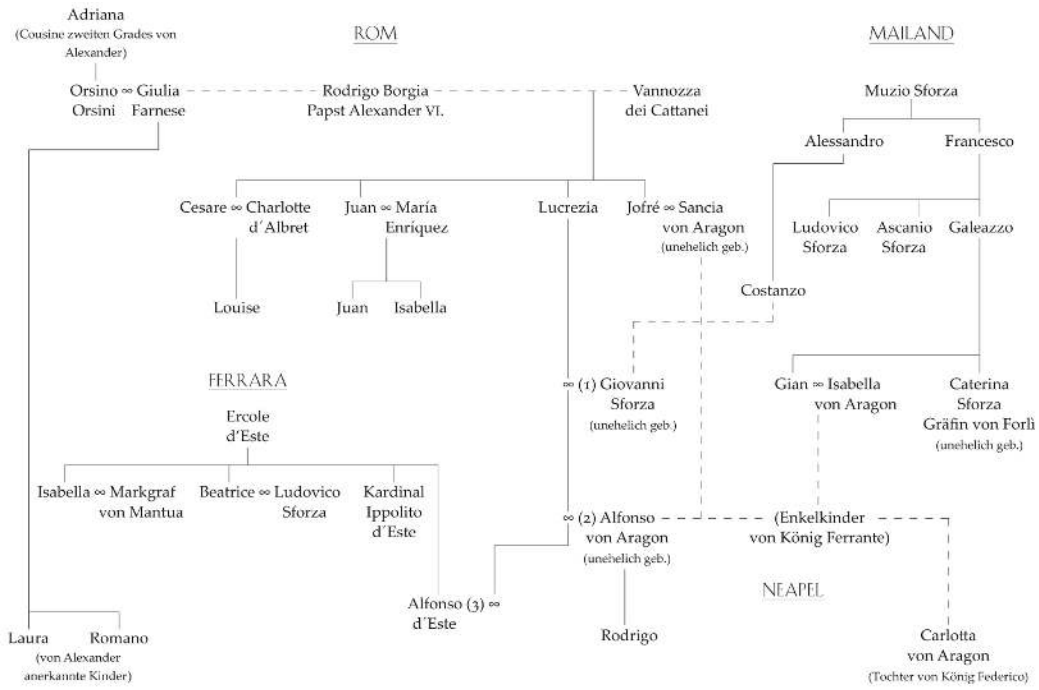 Adriana
(Cousine zweiten Grades von
Alexander)
ROM
MAILAND
Orsino ∞ Giulia
Orsini Farnese
Rodrigo Borgia
Papst Alexander VI.
Vannozza
dei Cattanei
Muzio Sforza
Alessandro
Francesco
Cesare ∞ Charlotte
d´Albret
Juan ∞ María
Enríquez
Lucrezia
Jofré ∞ Sancia
von Aragon
(unehelich geb.)
Ludovico
Sforza
Ascanio
Sforza
Galeazzo
Louise
Juan
Isabella
Costanzo
FERRARA
∞ (1) Giovanni
Sforza
(unehelich geb.)
Gian ∞ Isabella
von Aragon
Caterina
Sforza
Gräfin von Forlì
(unehelich geb.)
Ercole
d'Este
Isabella ∞ Markgraf
von Mantua
Beatrice ∞ Ludovico
Sforza
Kardinal
Ippolito
d´Este
∞ (2) Alfonso
von Aragon
(unehelich geb.)
(Enkelkinder
von König Ferrante)
NEAPEL
Alfonso (3) ∞
d´Este
Laura
Romano
(von Alexander
anerkannte Kinder)
Rodrigo
Carlotta
von Aragon
(Tochter von König Federico)